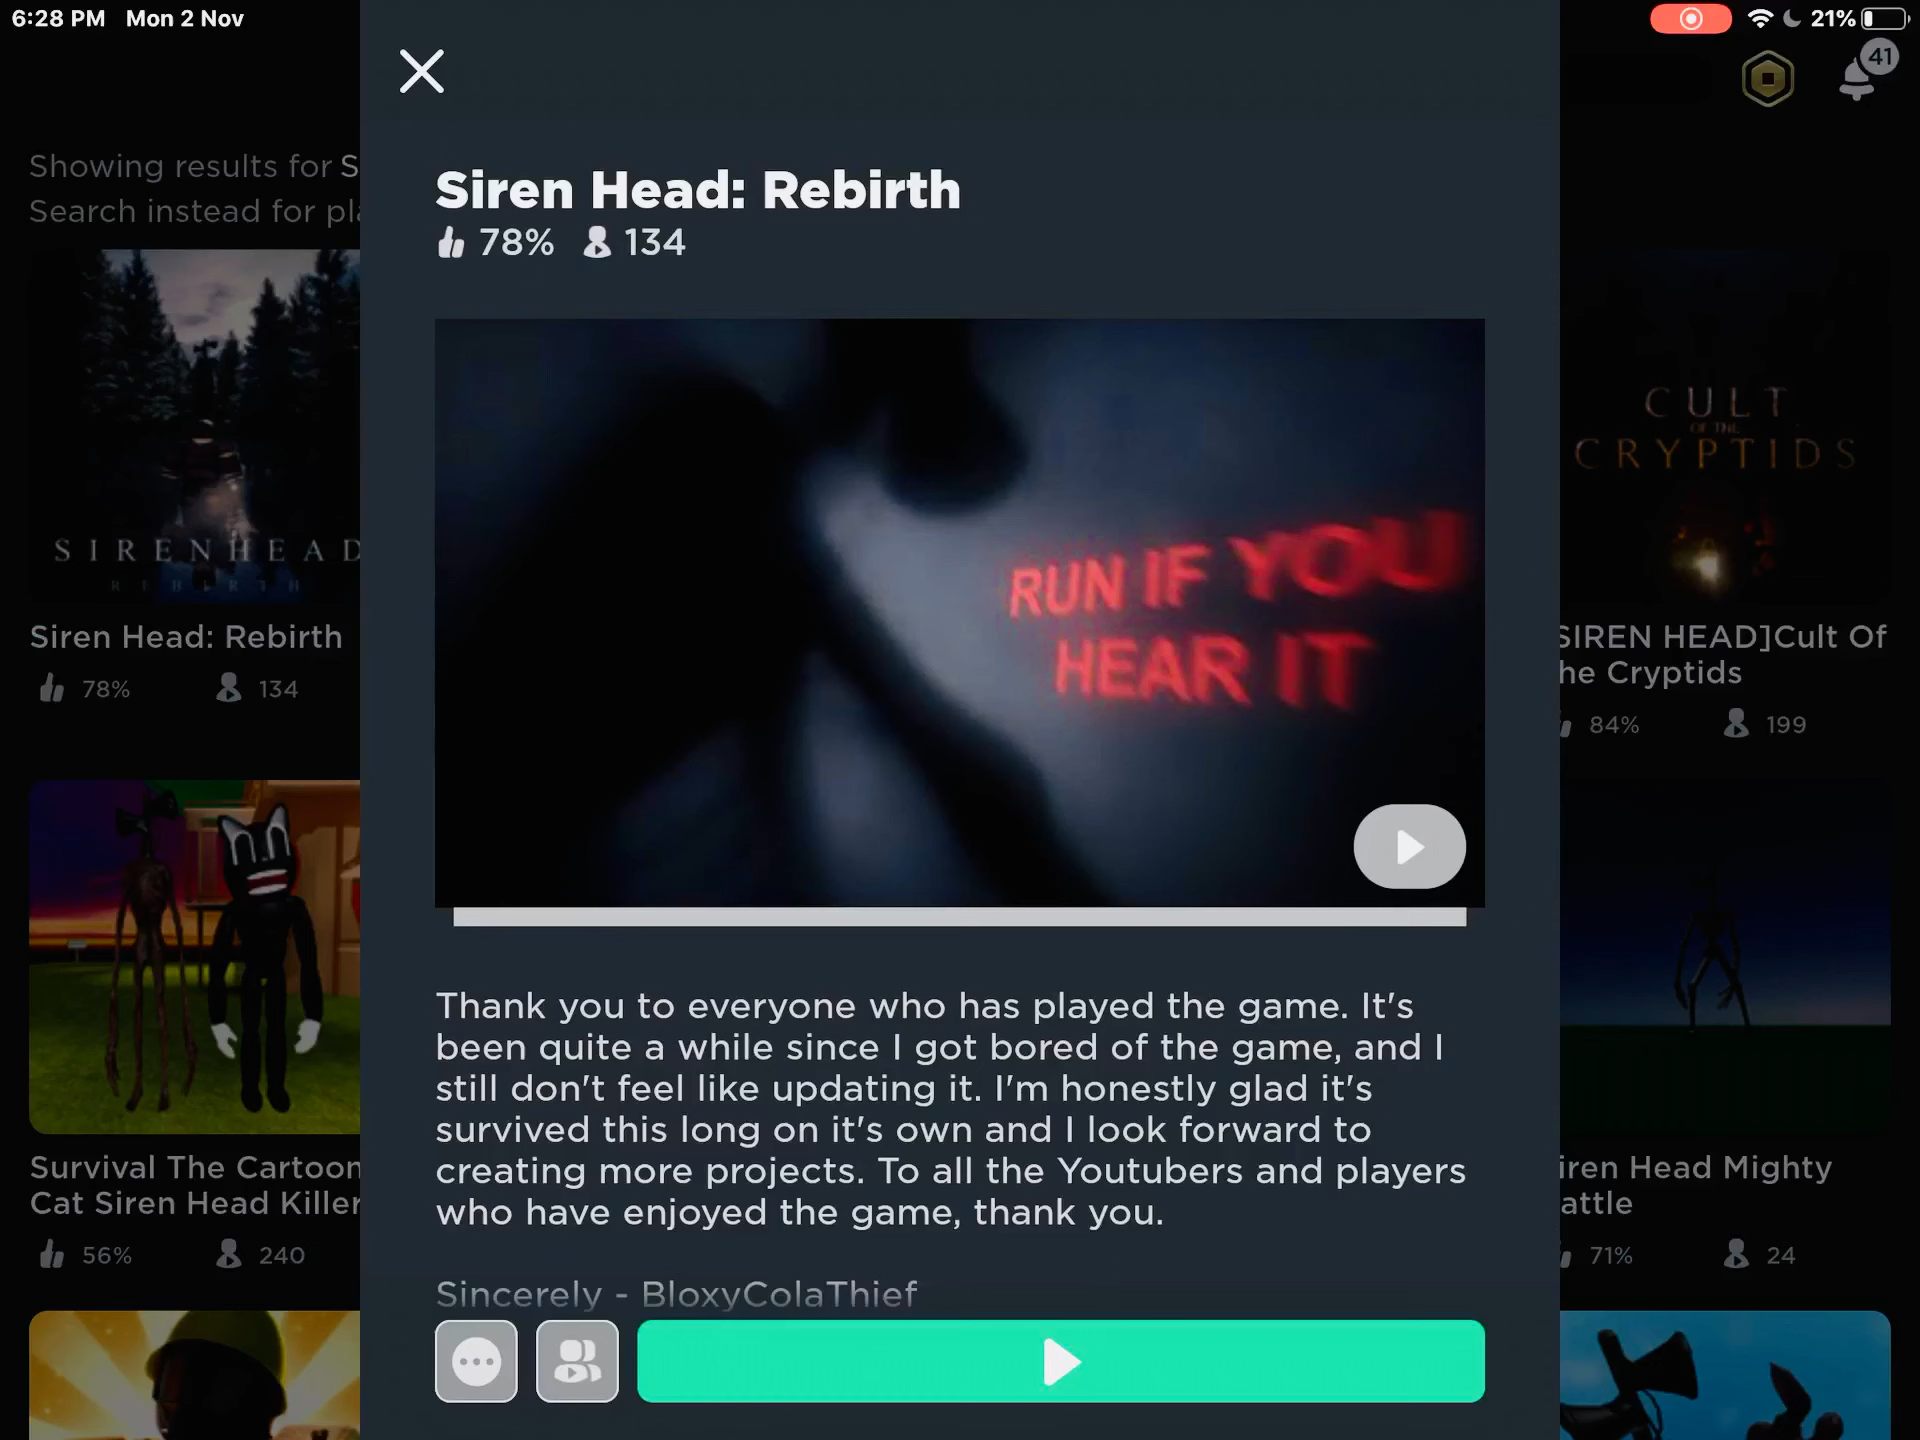 6:28 PM Mon 2 Nov
21%
41
Showing results for S
Search instead for pla
Siren Head: Rebirth
78% 134
RUN IF YOU
HEAR IT
Thank you to everyone who has played the game. It's
been quite a while since I got bored of the game, and I
still don't feel like updating it. I'm honestly glad it's
survived this long on it's own and I look forward to
creating more projects. To all the Youtubers and players
who have enjoyed the game, thank you.
Sincerely - BloxyColaThief
SIRENHEAD
REBIRTH
Siren Head: Rebirth
78% 134
Survival The Cartoon
Cat Siren Head Killer
56% 240
CULT
OF THE
CRYPTIDS
SIREN HEAD]Cult Of
he Cryptids
84% 199
iren Head Mighty
attle
71% 24